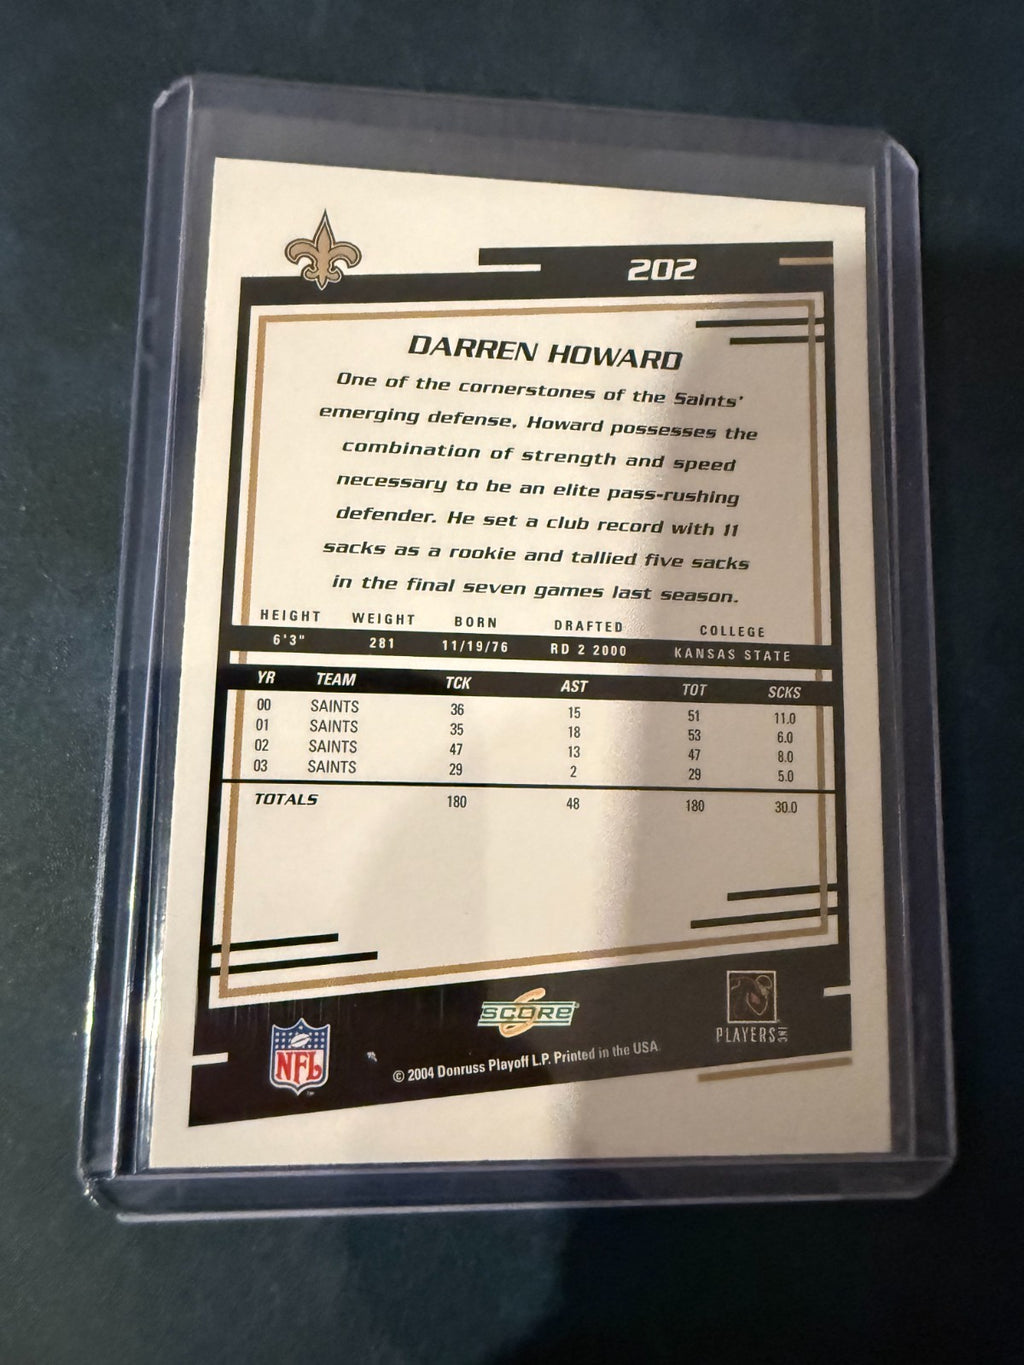 202
DARREN HOWARD
One of the cornerstones of the Saints'
emerging defense, Howard possesses the
combination of strength and speed
necessary to be an elite pass-rushing
defender. He set a club record with 11
sacks as a rookie and tallied five sacks
in the final seven games last season.
HEIGHT WEIGHT BORN DRAFTED COLLEGE
6'3" 281 11/19/76 RD 2 2000 KANSAS STATE
YR TEAM TCK AST TOT SCKS
00 SAINTS 36 15 51 11.0
01 SAINTS 35 18 53 6.0
02 SAINTS 47 13 47 8.0
03 SAINTS 29 2 29 5.0
TOTALS 180 48 180 30.0
SCORE
NFL
PLAYERS INC
© 2004 Donruss Playoff L.P. Printed in the USA